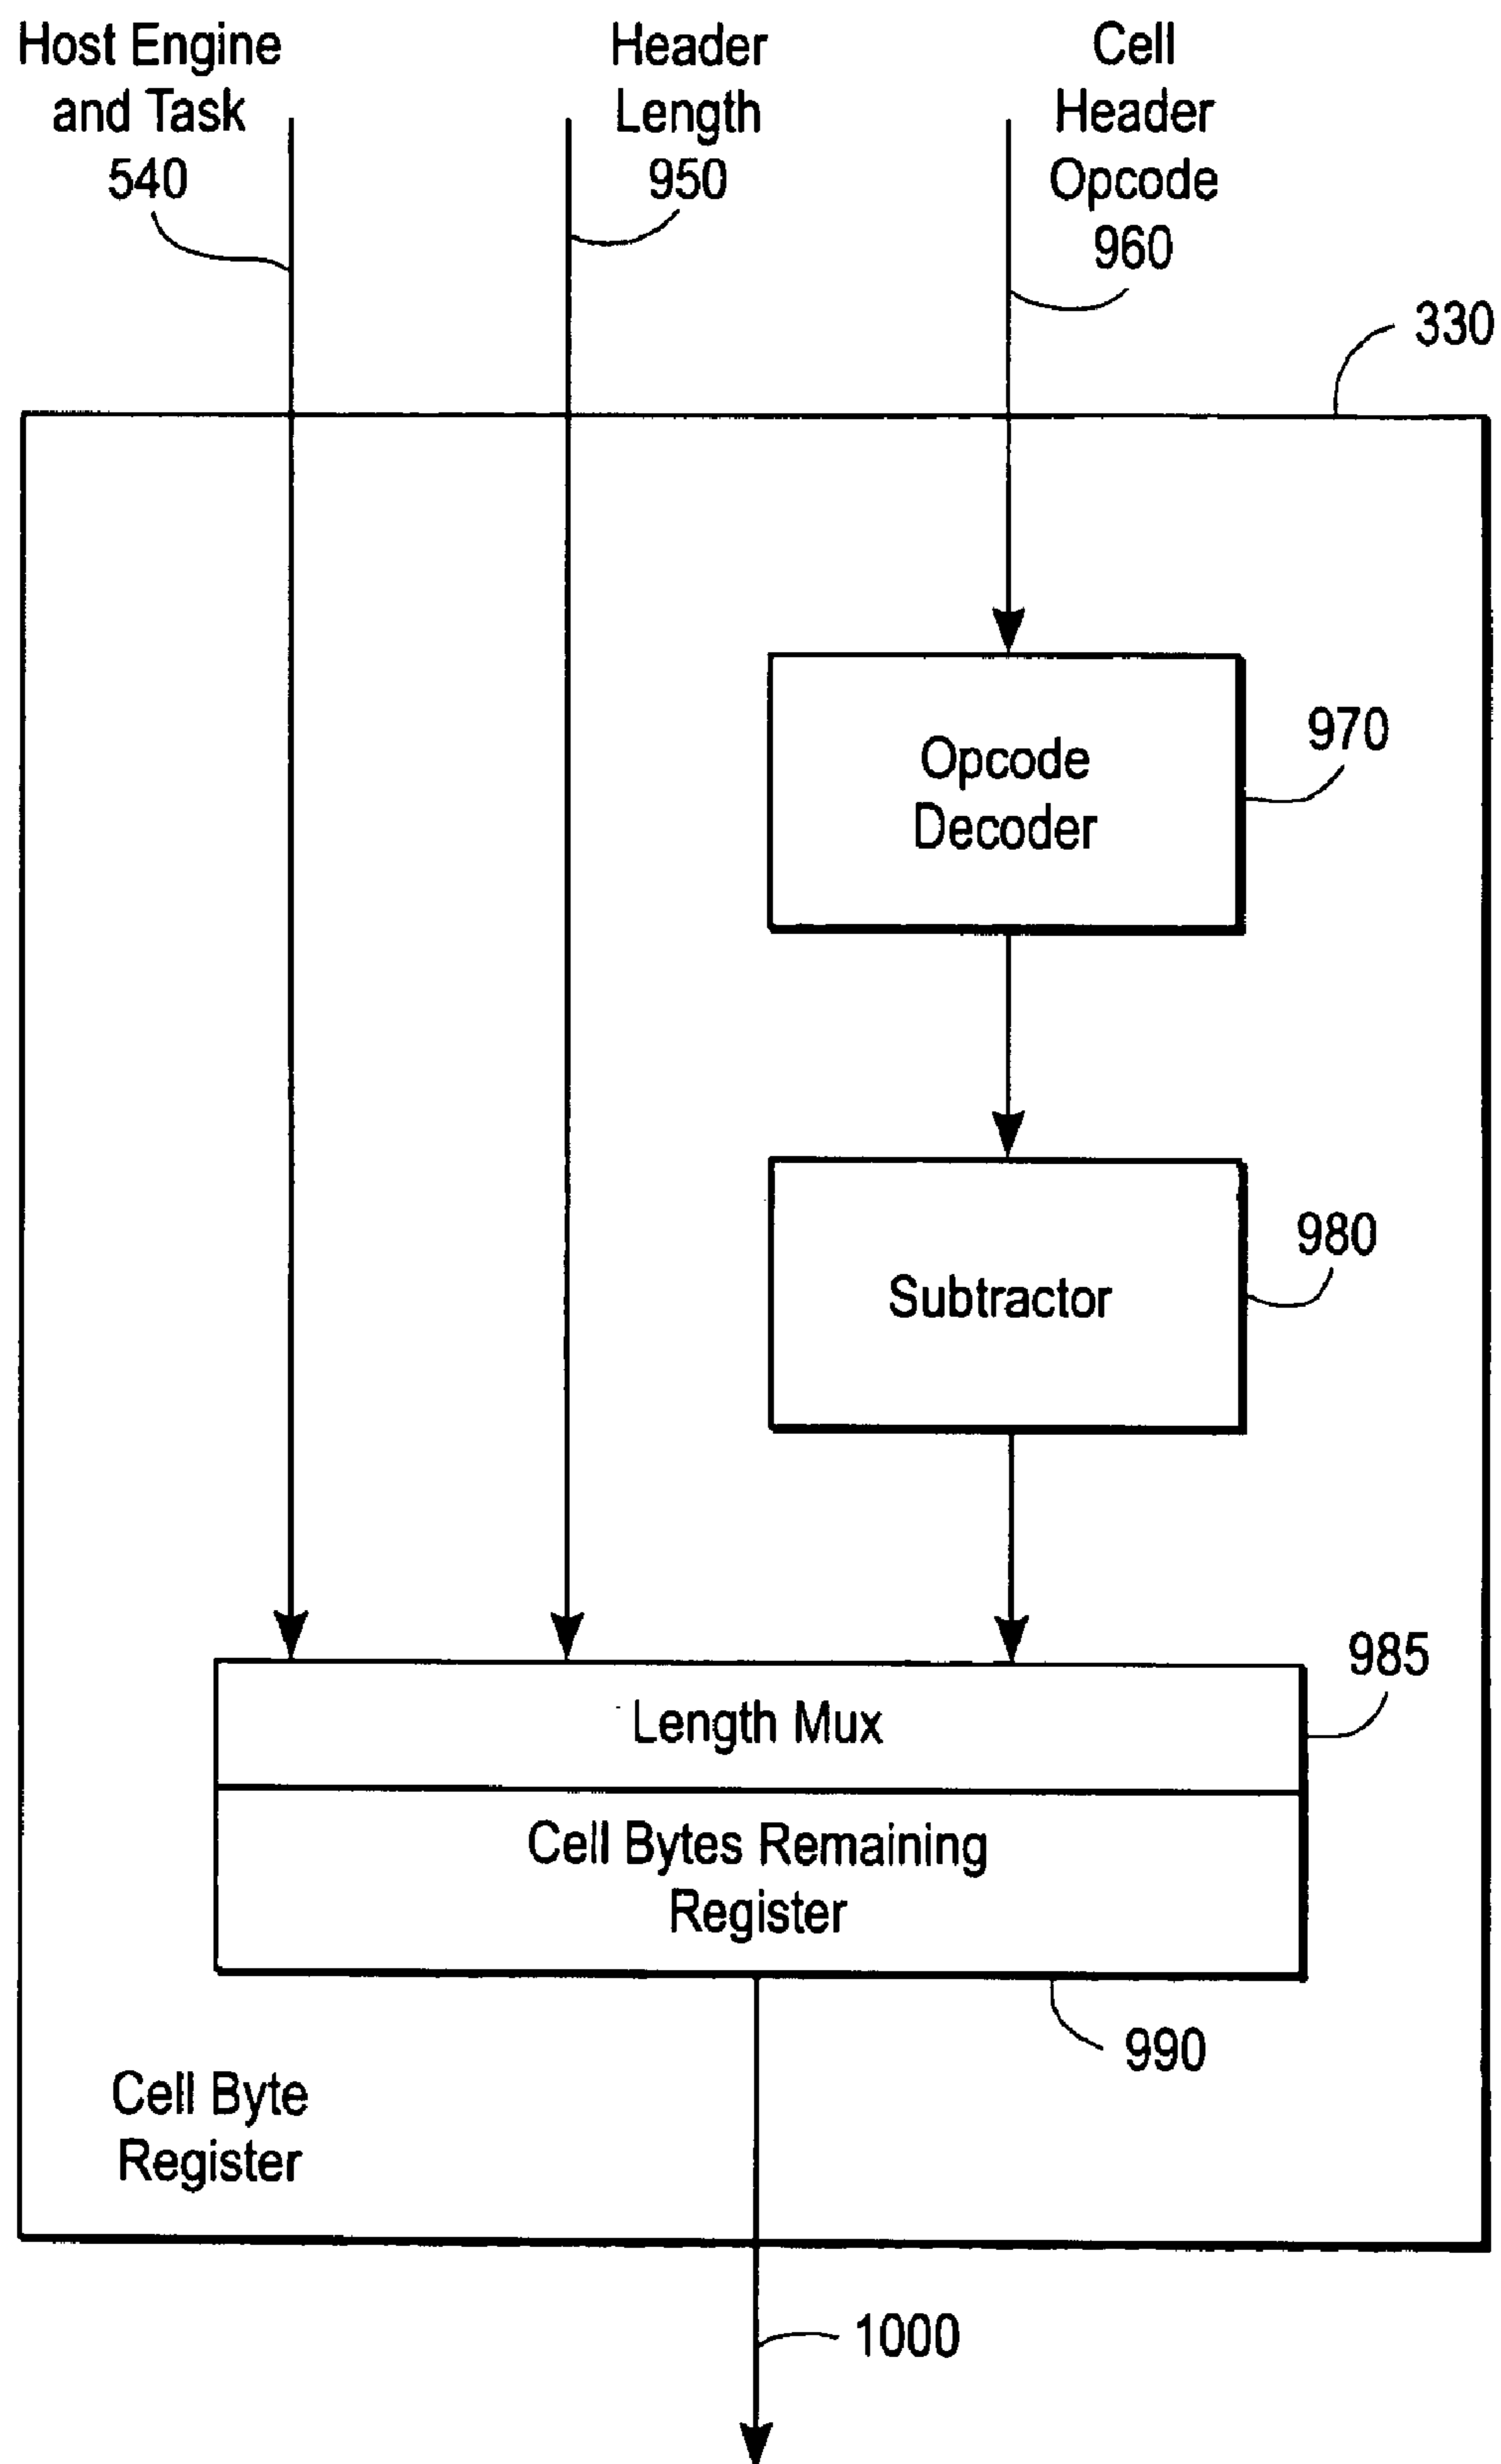 Host Engine
and Task
540
Header
Length
950
Cell
Header
Opcode
960
330
Opcode
Decoder
970
Subtractor
980
Length Mux
985
Cell Bytes Remaining
Register
990
Cell Byte
Register
1000